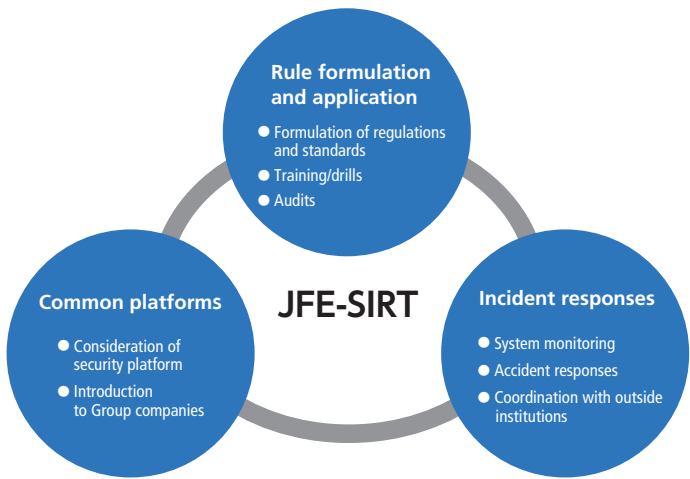 Rule formulation
and application
● Formulation of regulations
and standards
● Training/drills
● Audits
JFE-SIRT
Common platforms
● Consideration of
security platform
● Introduction
to Group companies
Incident responses
● System monitoring
● Accident responses
● Coordination with outside
institutions